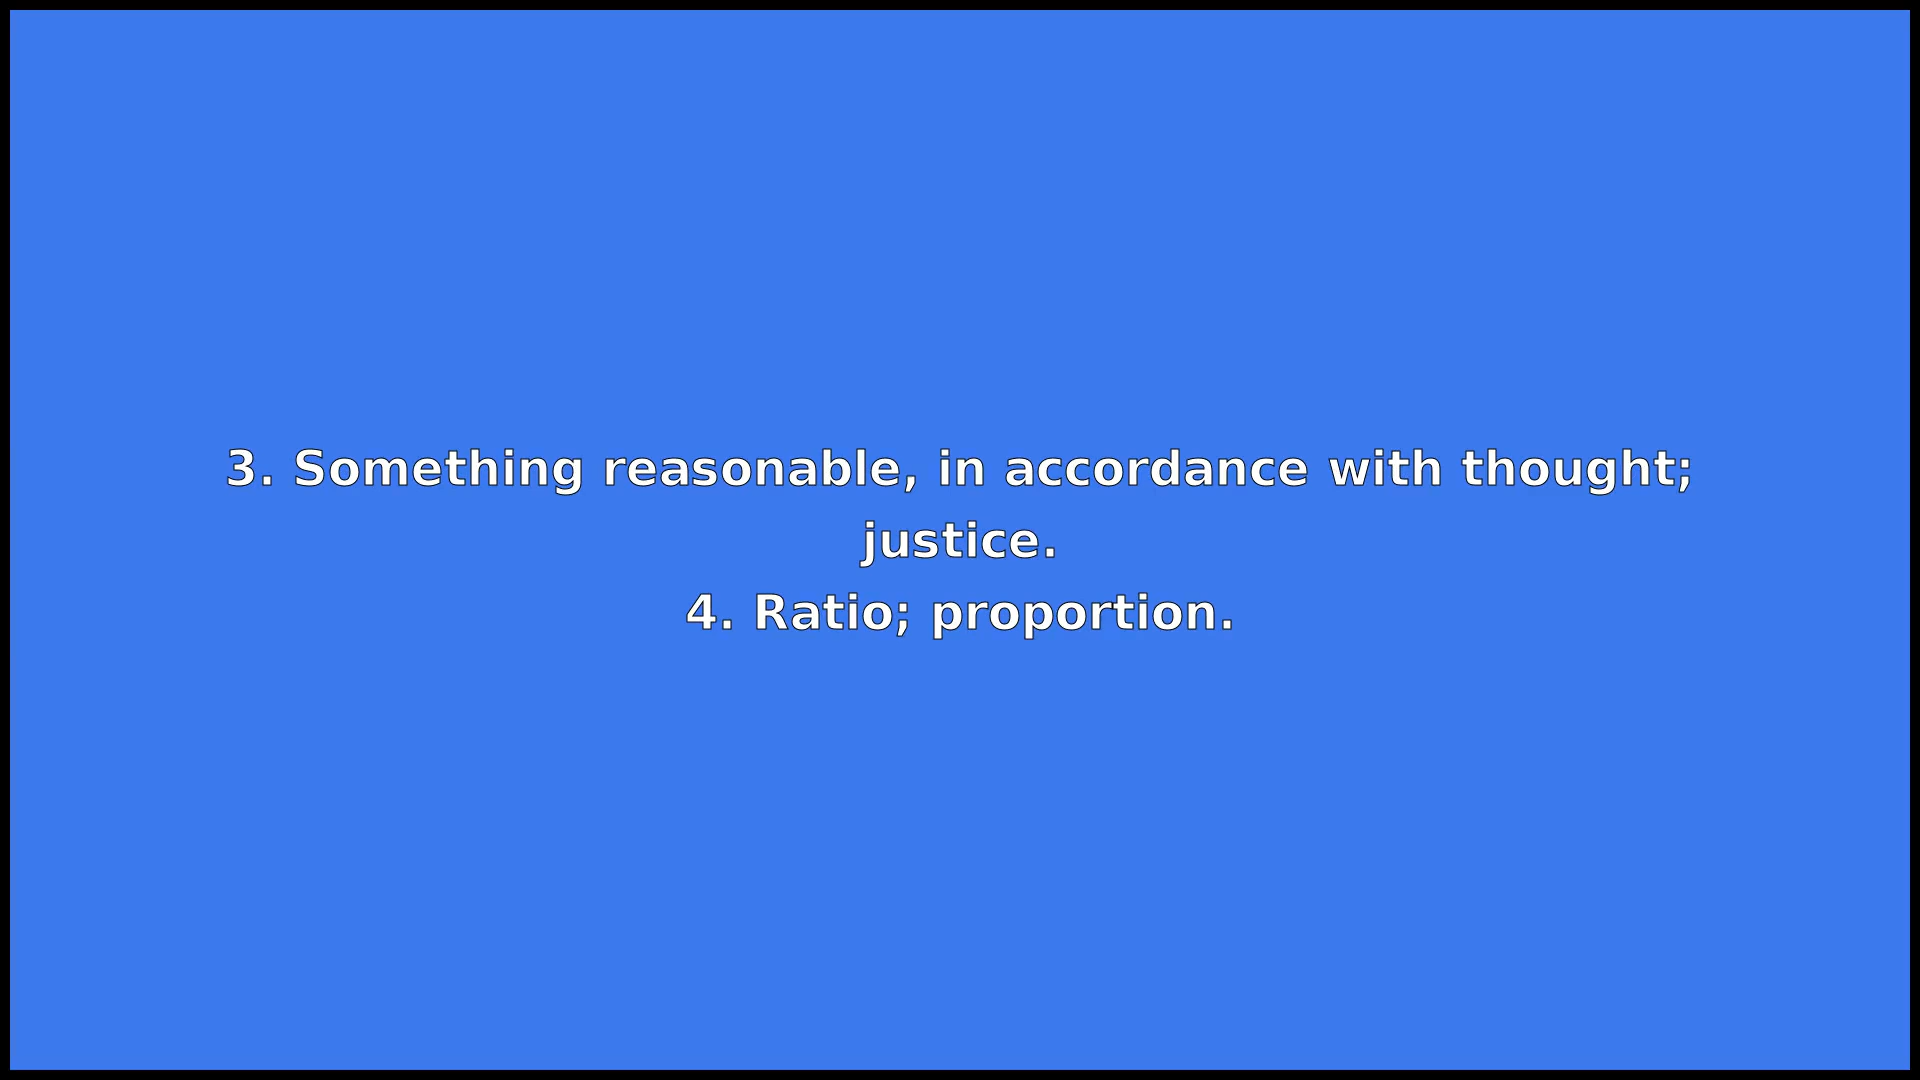 3. Something reasonable, in accordance with thought;
justice.
4. Ratio; proportion.